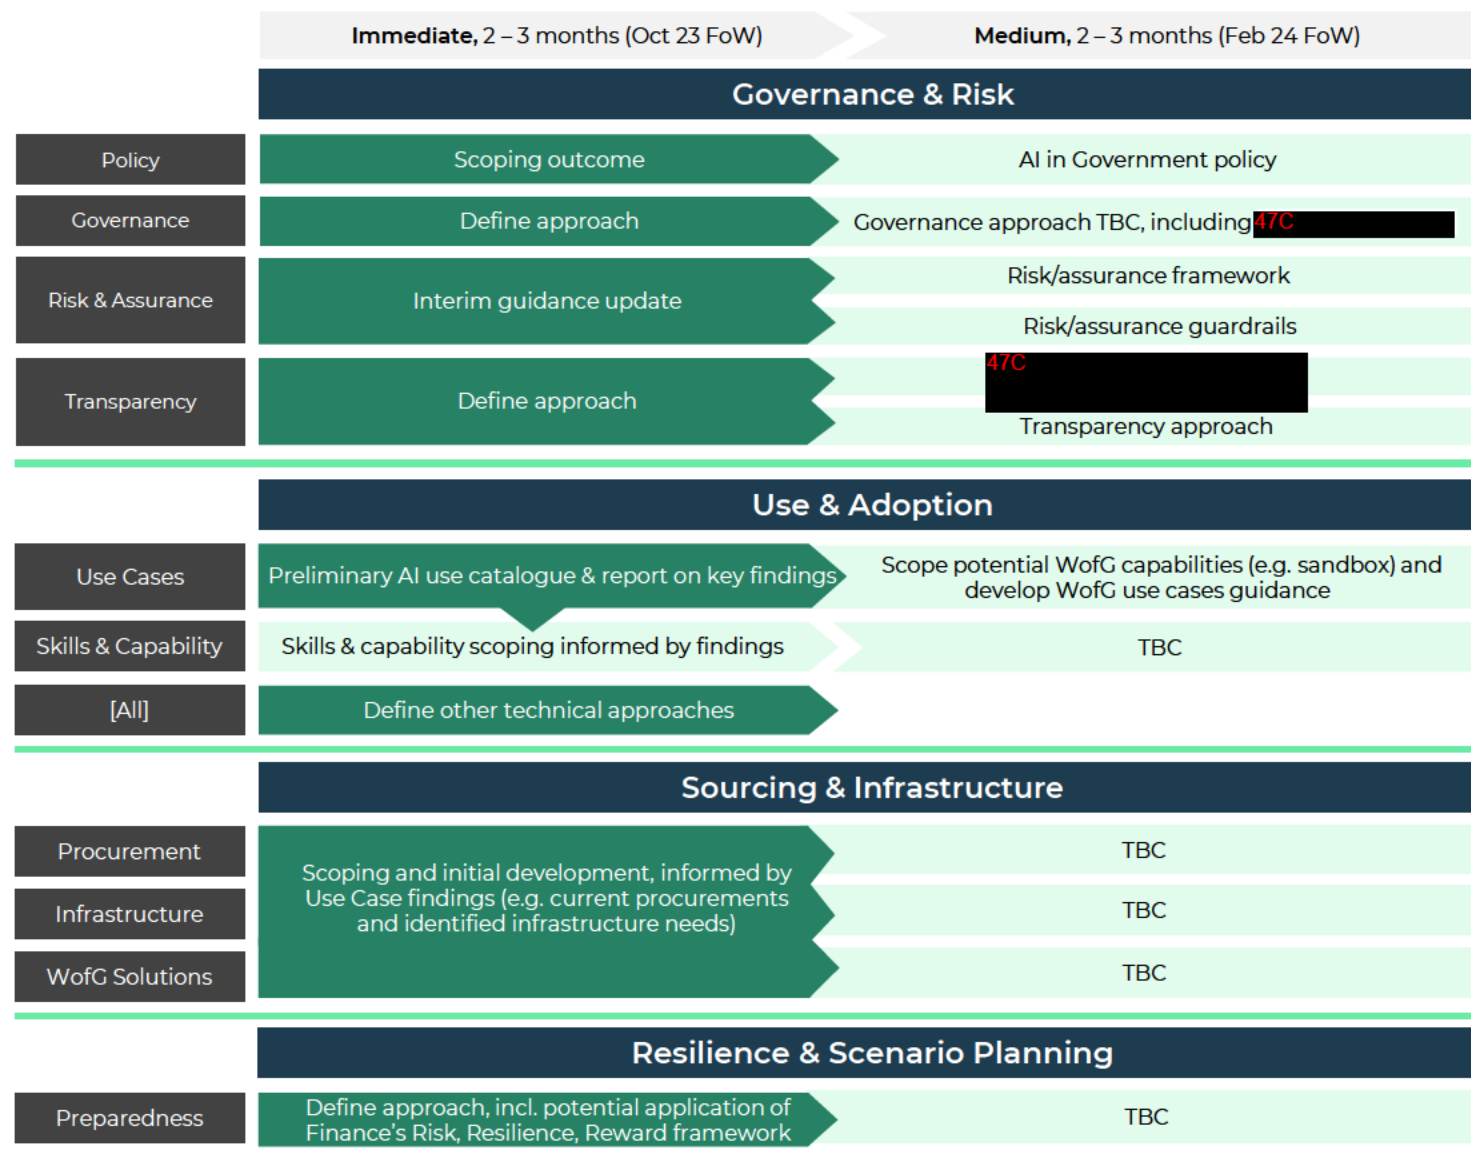 Immediate, 2 – 3 months (Oct 23 FoW)
Medium, 2 – 3 months (Feb 24 FoW)
Governance & Risk
Policy
Scoping outcome
AI in Government policy
Governance
Define approach
Governance approach TBC, including 47C
Risk & Assurance
Interim guidance update
Risk/assurance framework
Risk/assurance guardrails
Transparency
Define approach
47C
Transparency approach
Use & Adoption
Use Cases
Preliminary AI use catalogue & report on key findings
Scope potential WofG capabilities (e.g. sandbox) and
develop WofG use cases guidance
Skills & Capability
Skills & capability scoping informed by findings
TBC
[All]
Define other technical approaches
Sourcing & Infrastructure
Procurement
Infrastructure
WofG Solutions
Scoping and initial development, informed by
Use Case findings (e.g. current procurements
and identified infrastructure needs)
TBC
TBC
TBC
Resilience & Scenario Planning
Preparedness
Define approach, incl. potential application of
Finance's Risk, Resilience, Reward framework
TBC